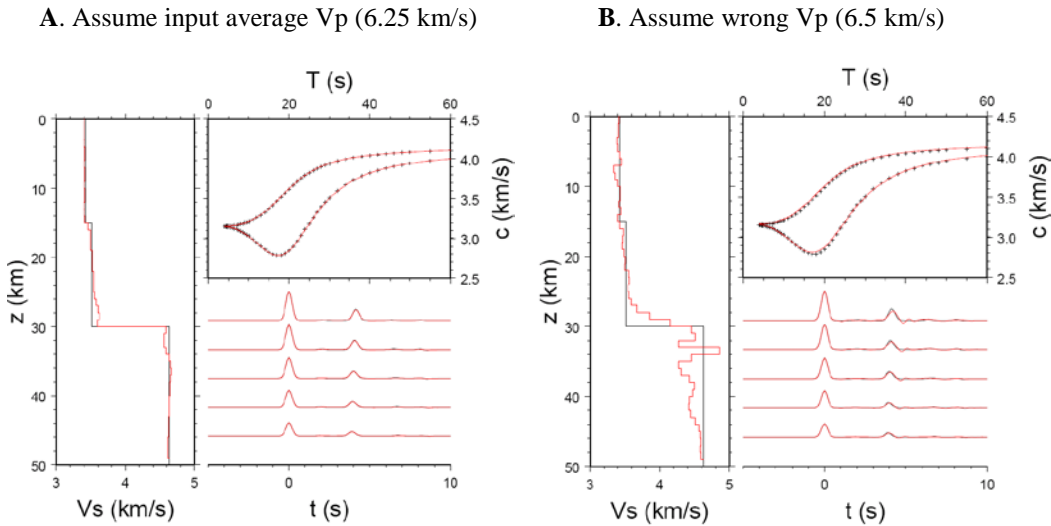 A. Assume input average Vp (6.25 km/s)
B. Assume wrong Vp (6.5 km/s)
T (s)
0 20 40 60
0
10
20
30
40
50
z (km)
3 4 5
Vs (km/s)
4.5
4.0
3.5
3.0
2.5
c (km/s)
0 5 10
t (s)
T (s)
0 20 40 60
0
10
20
30
40
50
z (km)
3 4 5
Vs (km/s)
4.5
4.0
3.5
3.0
2.5
c (km/s)
0 5 10
t (s)